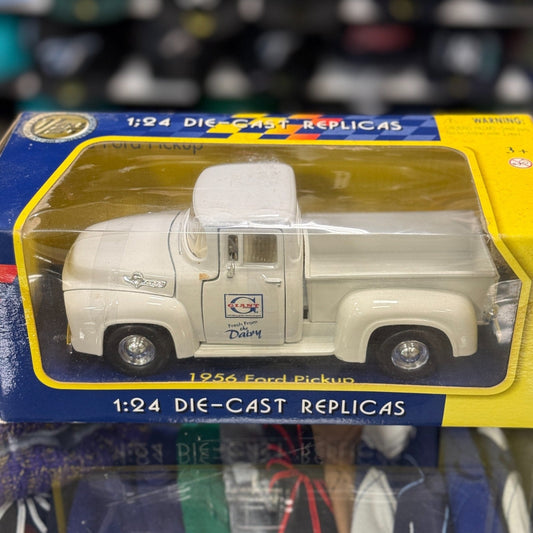 1:24 DIE-CAST REPLICAS
WARNING:
3+
Ford Pickup
G
GIANT
Fresh From
the
Dairy
1956 Ford Pickup
1:24 DIE-CAST REPLICAS